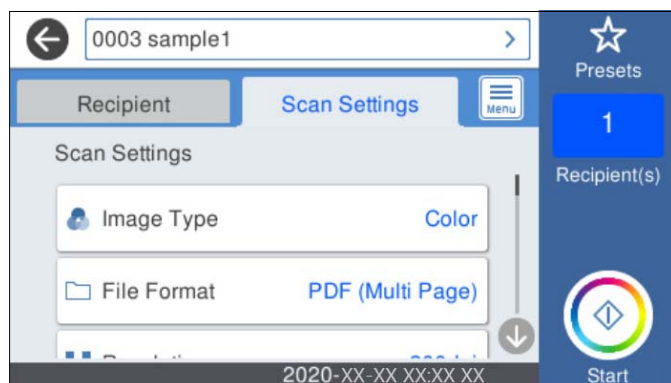 0003 sample1
Presets
Recipient
Scan Settings
Menu
1
Recipient(s)
Scan Settings
Image Type
Color
File Format
PDF (Multi Page)
2020-XX-XX XX:XX XX
Start